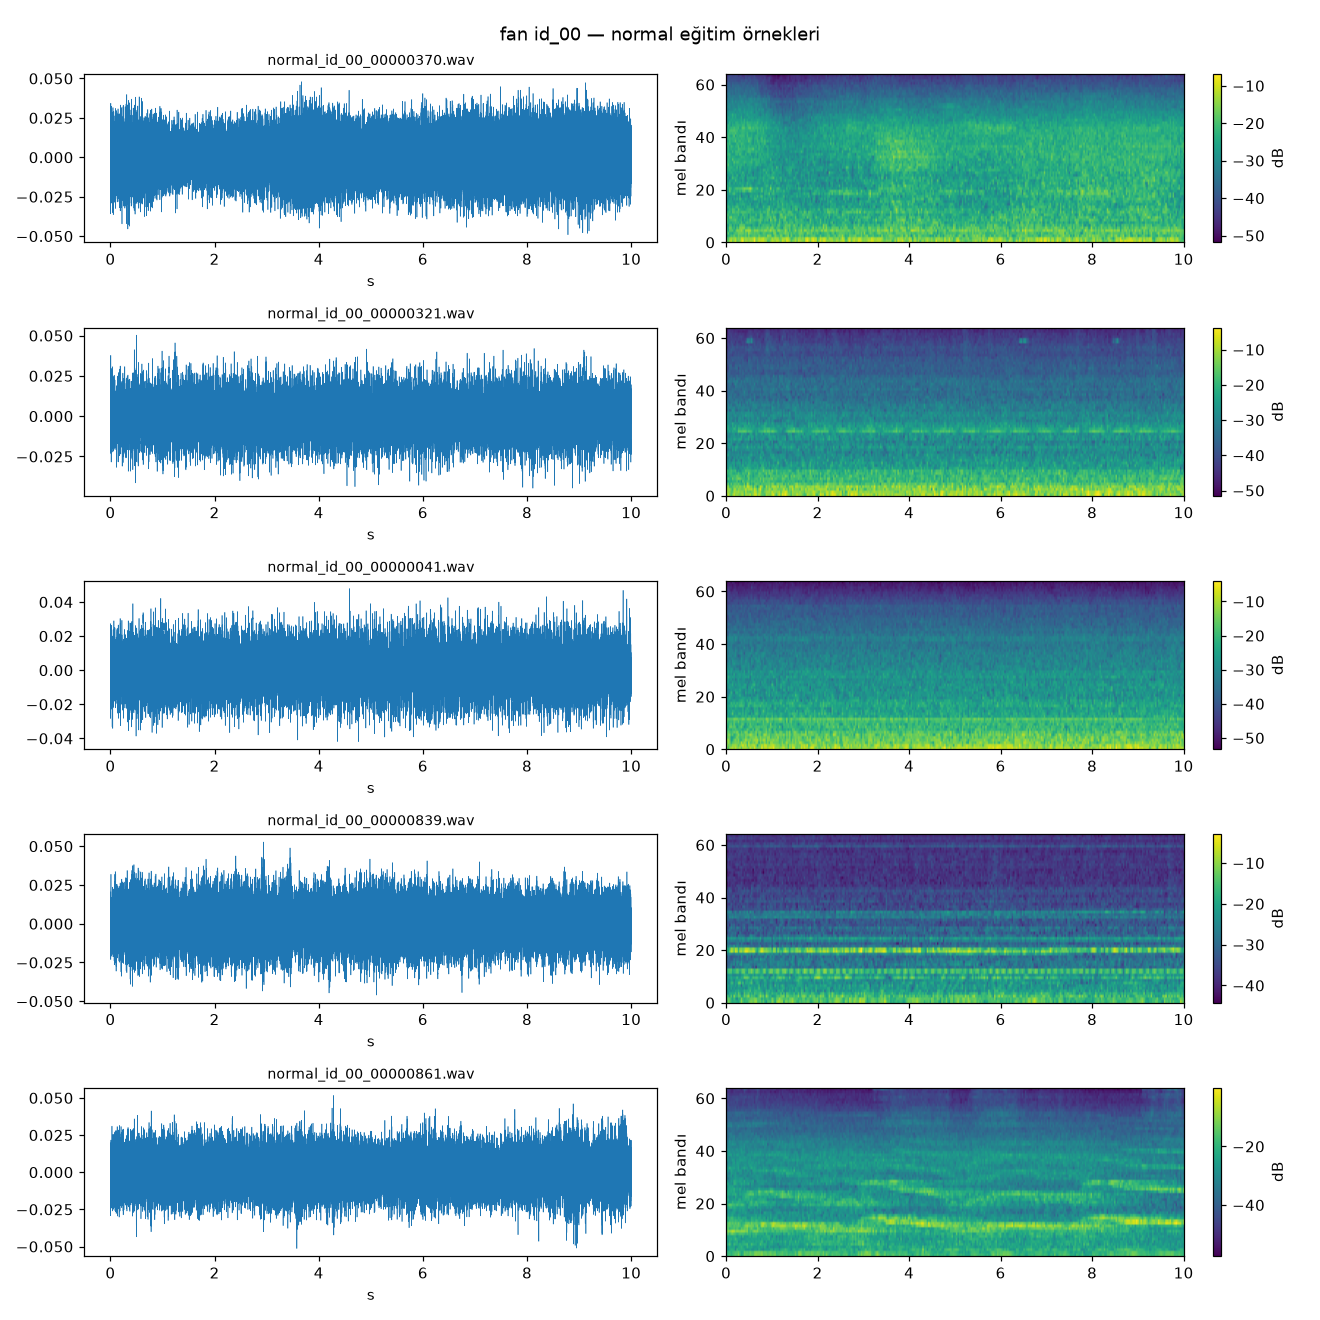 fan id_00 — normal eğitim örnekleri
normal_id_00_00000370.wav
0.050
0.025
0.000
−0.025
−0.050
0 2 4 6 8 10
s
mel bandı
60
40
20
0
0 2 4 6 8 10
−10
−20
−30
−40
−50
dB
normal_id_00_00000321.wav
0.050
0.025
0.000
−0.025
0 2 4 6 8 10
s
mel bandı
60
40
20
0
0 2 4 6 8 10
−10
−20
−30
−40
−50
dB
normal_id_00_00000041.wav
0.04
0.02
0.00
−0.02
−0.04
0 2 4 6 8 10
s
mel bandı
60
40
20
0
0 2 4 6 8 10
−10
−20
−30
−40
−50
dB
normal_id_00_00000839.wav
0.050
0.025
0.000
−0.025
−0.050
0 2 4 6 8 10
s
mel bandı
60
40
20
0
0 2 4 6 8 10
−10
−20
−30
−40
dB
normal_id_00_00000861.wav
0.050
0.025
0.000
−0.025
−0.050
0 2 4 6 8 10
s
mel bandı
60
40
20
0
0 2 4 6 8 10
−20
−40
dB